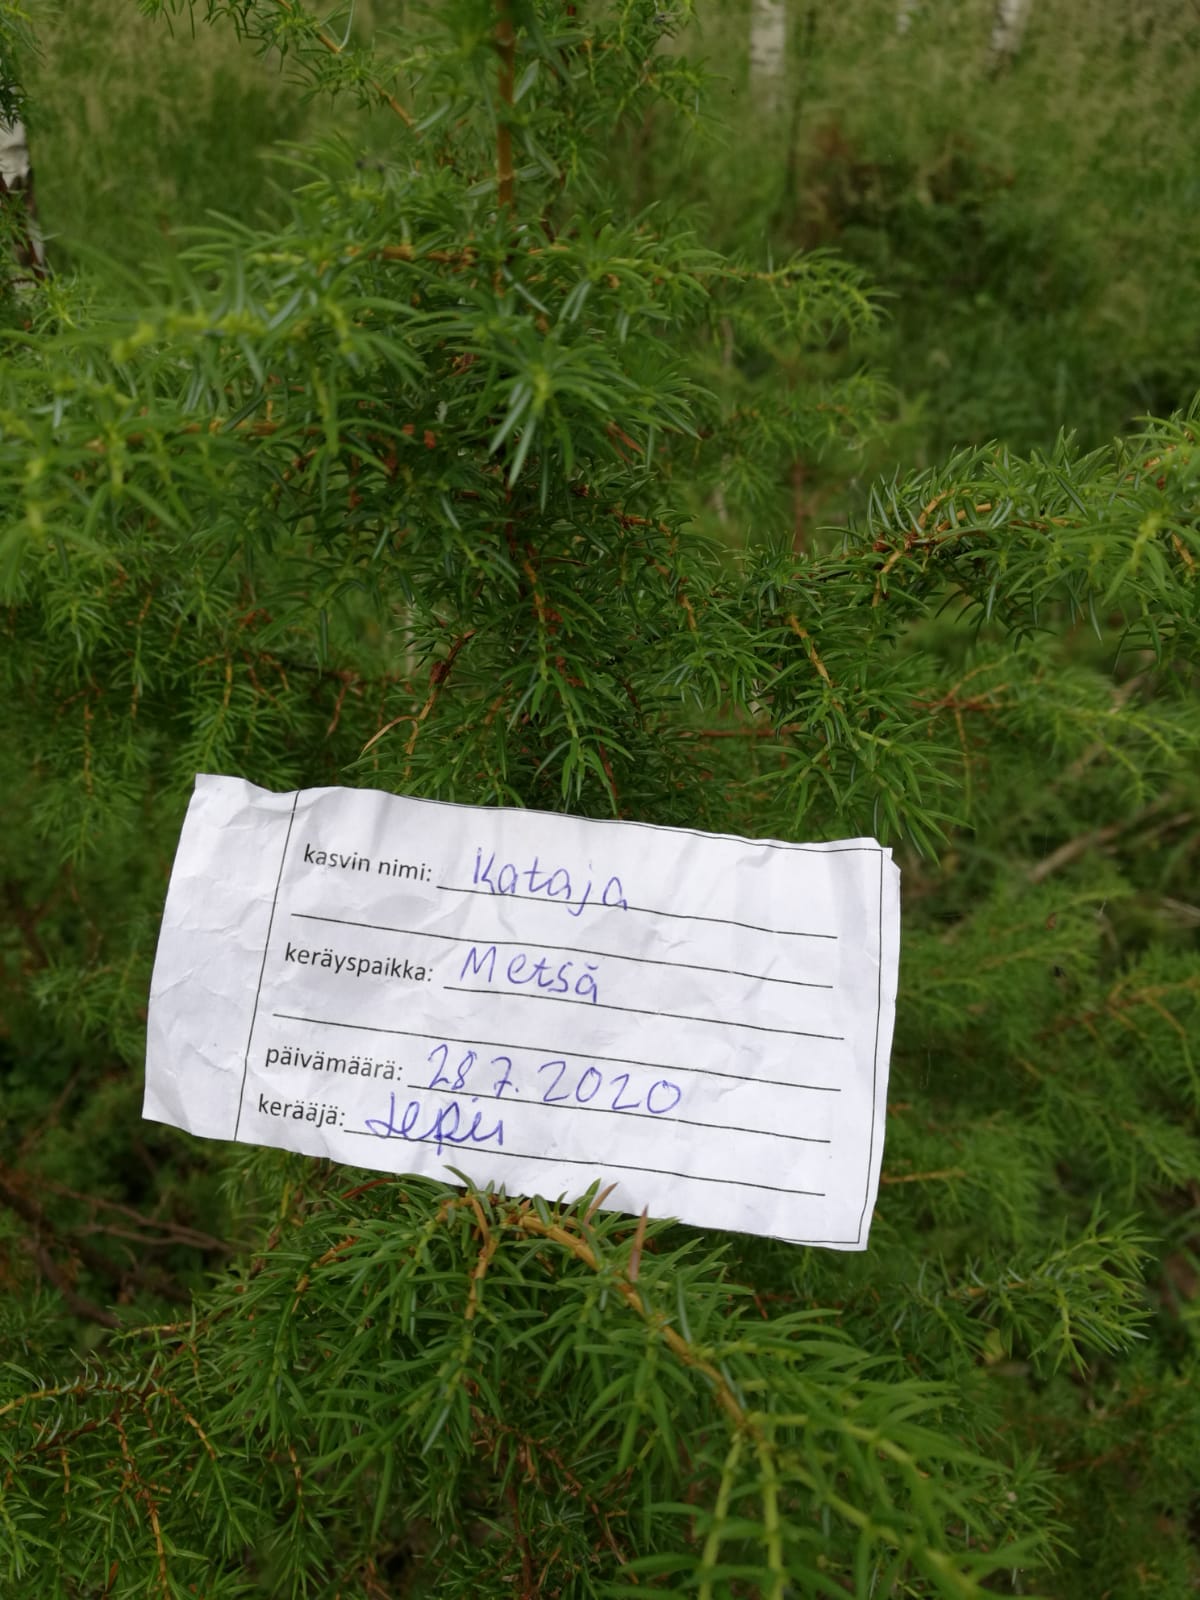 kasvin nimi: Kataja
keräyspaikka: Metsä
päivämäärä: 28 7. 2020
kerääjä: